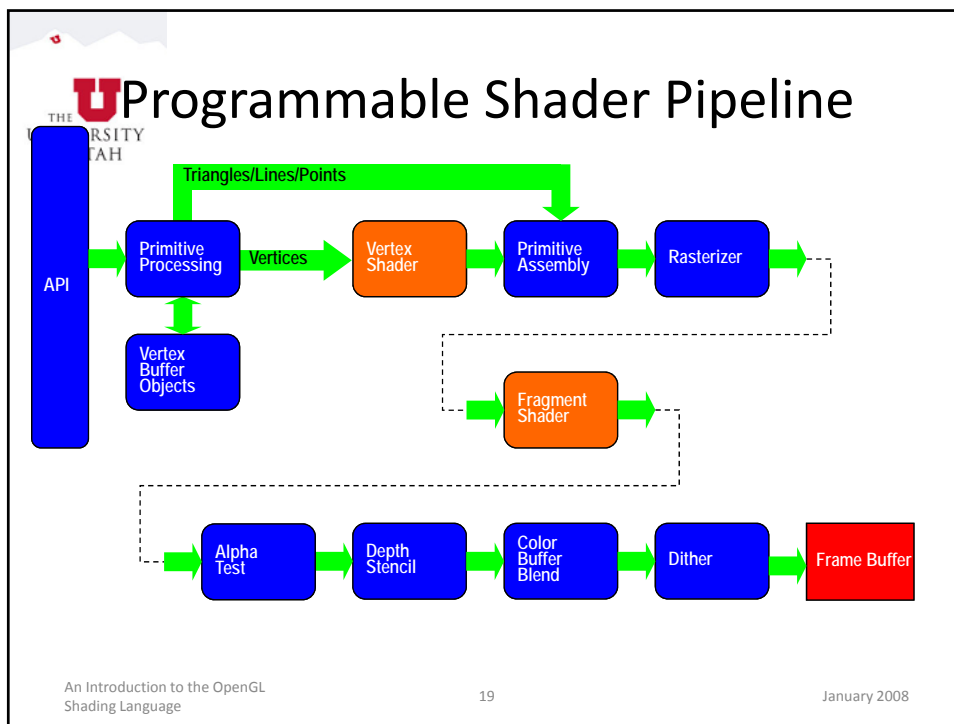 Programmable Shader Pipeline
THE
U
UNIVERSITY
UTAH
Triangles/Lines/Points
API
Primitive
Processing
Vertices
Vertex
Shader
Primitive
Assembly
Rasterizer
Vertex
Buffer
Objects
Fragment
Shader
Alpha
Test
Depth
Stencil
Color
Buffer
Blend
Dither
Frame Buffer
An Introduction to the OpenGL
Shading Language
19
January 2008